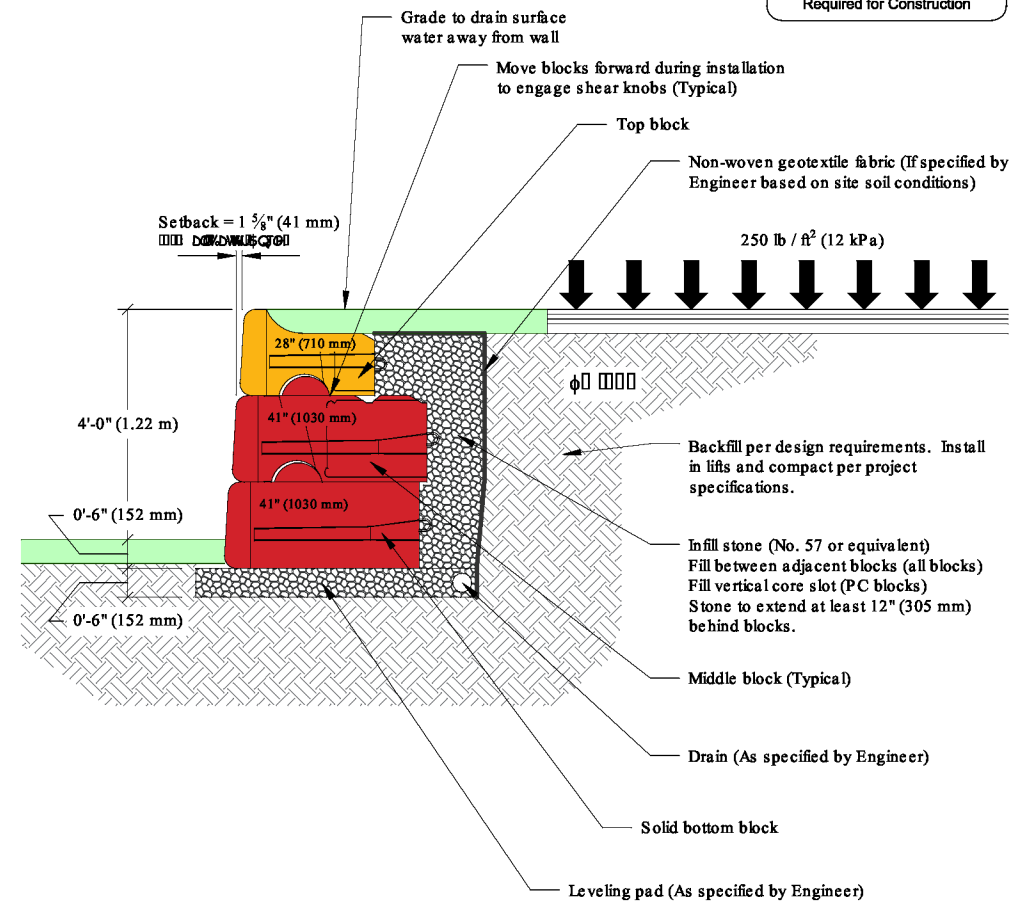 Required for Construction
Grade to drain surface
water away from wall
Move blocks forward during installation
to engage shear knobs (Typical)
Top block
Non-woven geotextile fabric (If specified by
Engineer based on site soil conditions)
Setback = 1 5⁄8" (41 mm)
250 lb / ft² (12 kPa)
28" (710 mm)
41" (1030 mm)
4'-0" (1.22 m)
41" (1030 mm)
Backfill per design requirements. Install
in lifts and compact per project
specifications.
0'-6" (152 mm)
Infill stone (No. 57 or equivalent)
Fill between adjacent blocks (all blocks)
Fill vertical core slot (PC blocks)
Stone to extend at least 12" (305 mm)
behind blocks.
0'-6" (152 mm)
Middle block (Typical)
Drain (As specified by Engineer)
Solid bottom block
Leveling pad (As specified by Engineer)